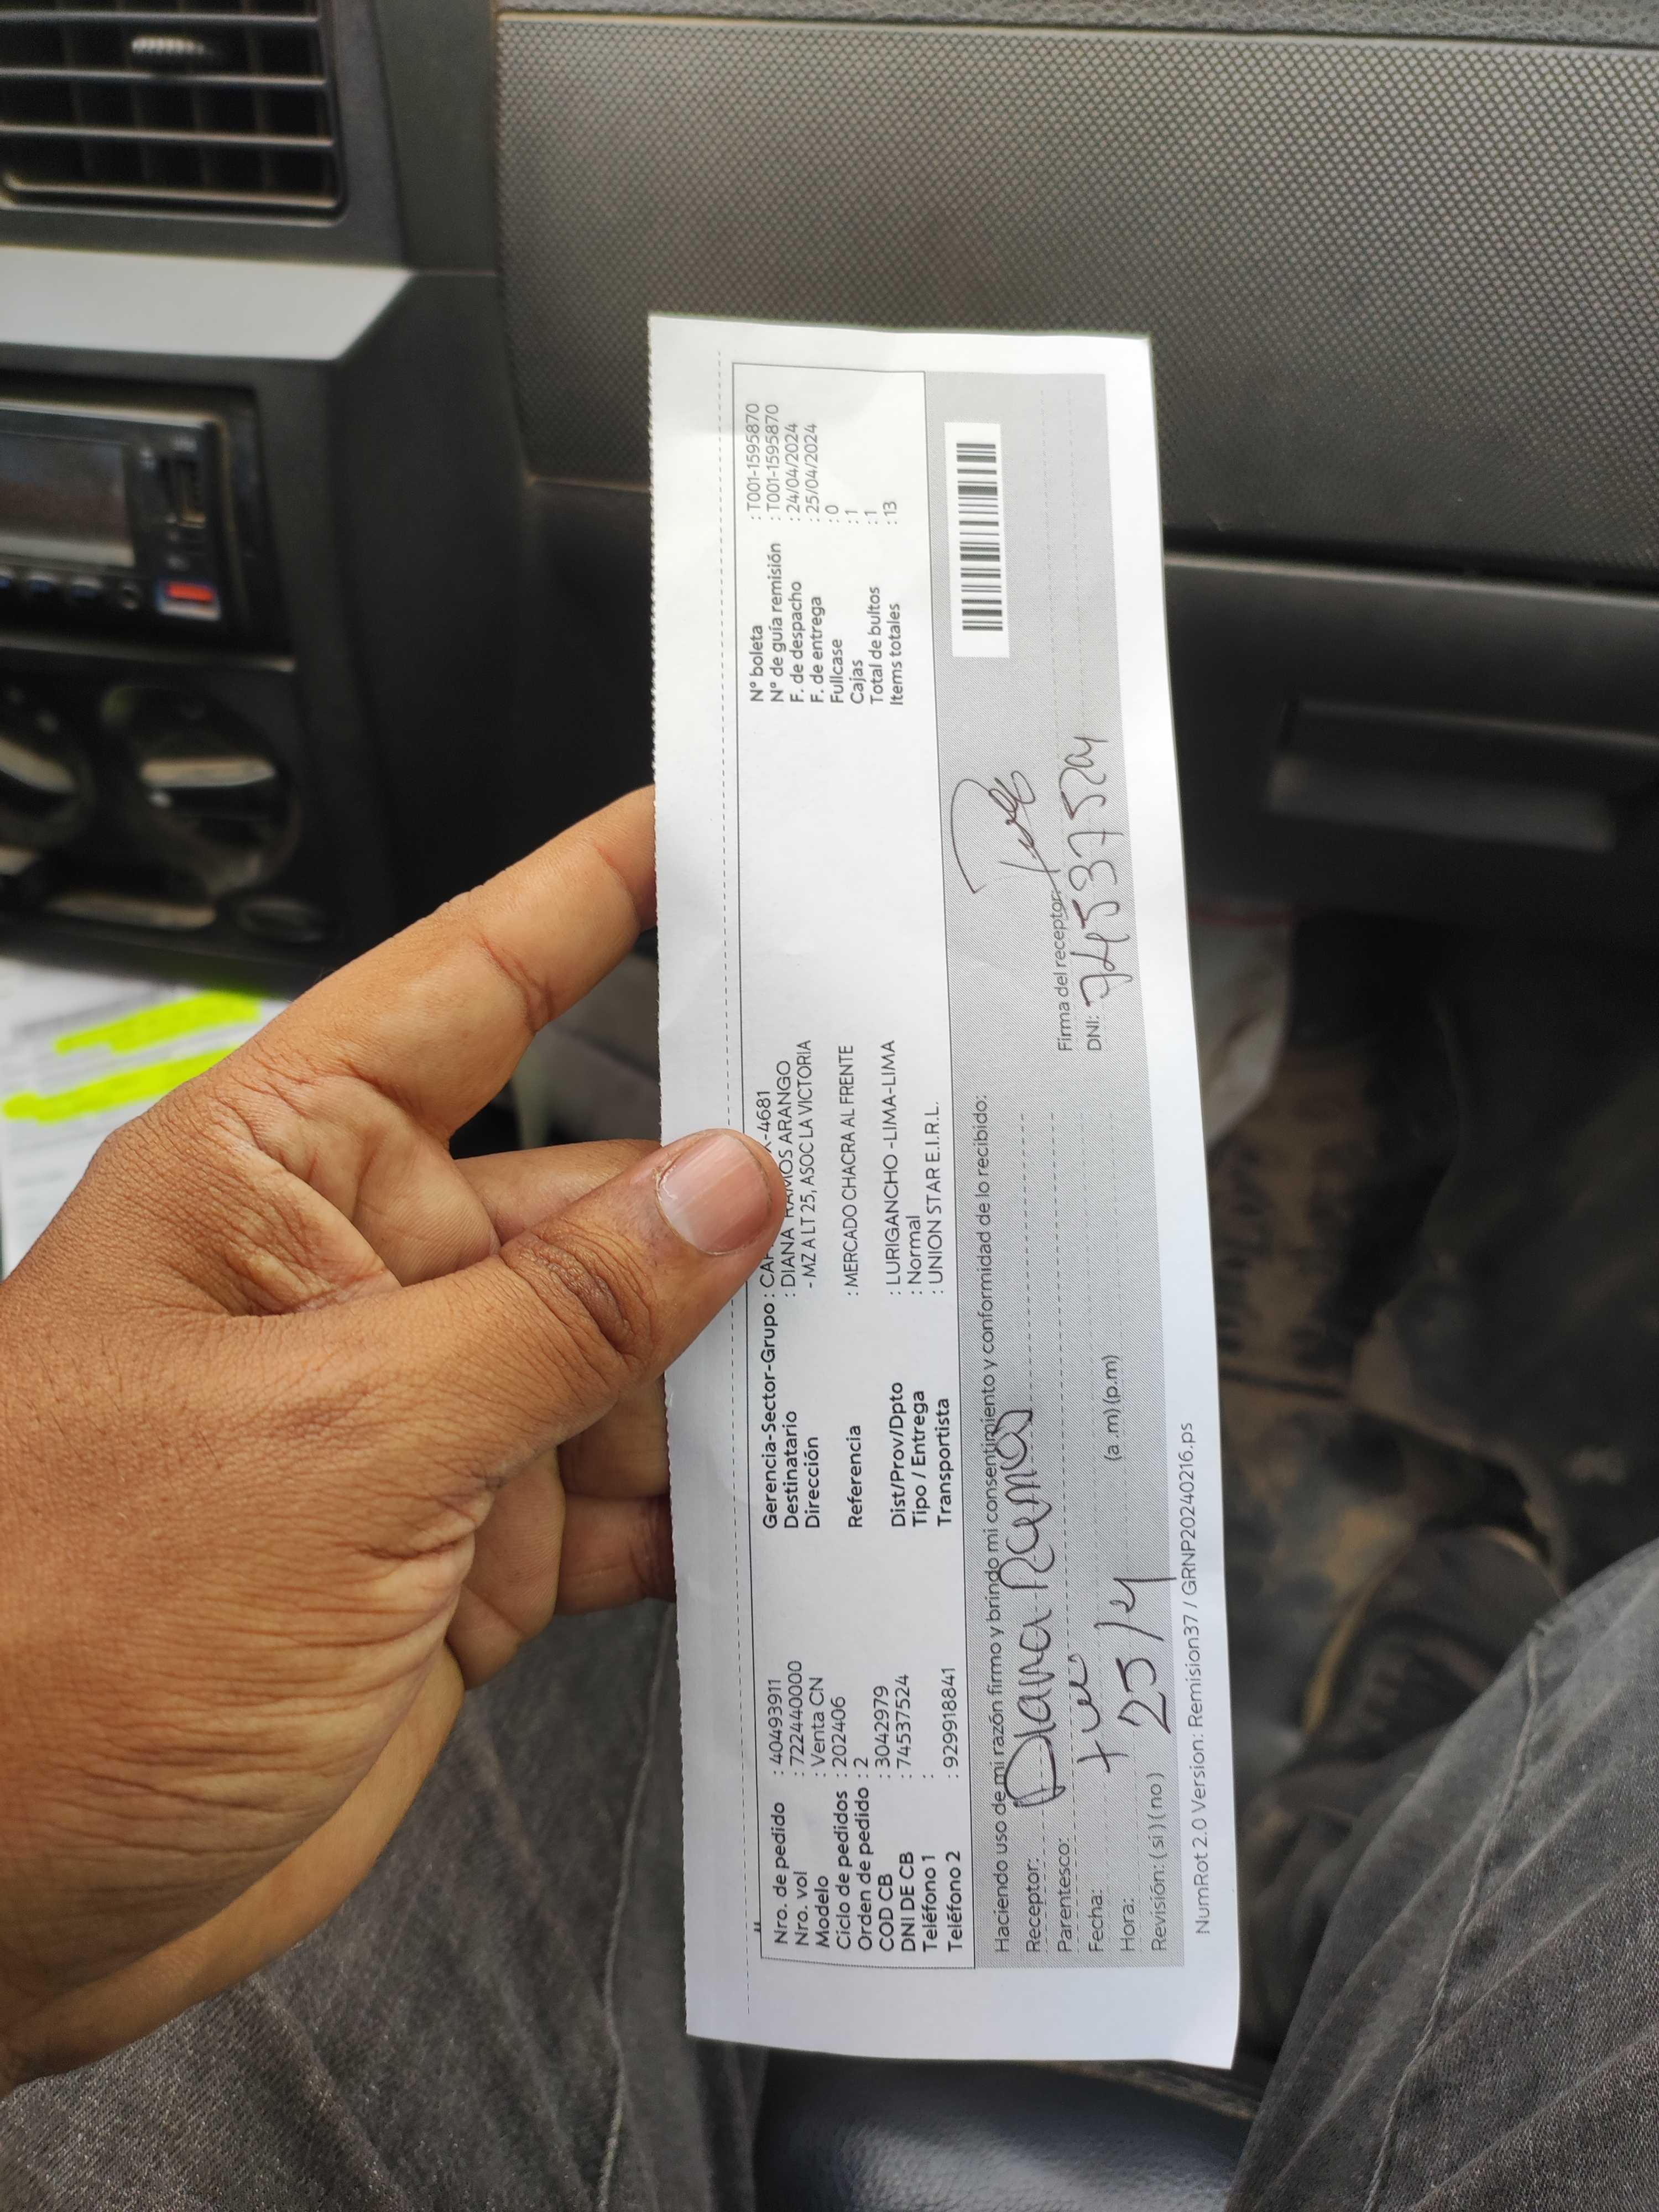 Nro. de pedido : 40493911
Nro. vol : 722440000
Modelo : Venta CN
Ciclo de pedidos : 202406
Orden de pedido : 2
COD CB : 30429979
DNI DE CB : 74537524
Teléfono 1 :
Teléfono 2 : 929918841
Gerencia-Sector-Grupo : -4681
Destinatario : DIANA RAMOS ARANGO
Dirección - MZ A LT 25, ASOC LA VICTORIA
Referencia : MERCADO CHACRA AL FRENTE
Dist/Prov/Dpto : LURIGANCHO -LIMA-LIMA
Tipo / Entrega : Normal
Transportista : UNION STAR E.I.R.L.
N° boleta : T001-1595870
N° de guía remisión : T001-1595870
F. de despacho : 24/04/2024
F. de entrega : 25/04/2024
Fullcase : 0
Cajas : 1
Total de bultos : 1
Items totales : 13
Haciendo uso de mi razón firmo y brindo mi consentimiento y conformidad de lo recibido:
Receptor: Diana Ramos
Parentesco:
Fecha:
Hora: 25/4 (a.m) (p.m)
Revisión: ( si ) ( no )
Firma del receptor:
DNI: 74537524
NumRot 2.0 Version: Remision37 / GRNP20240216.ps